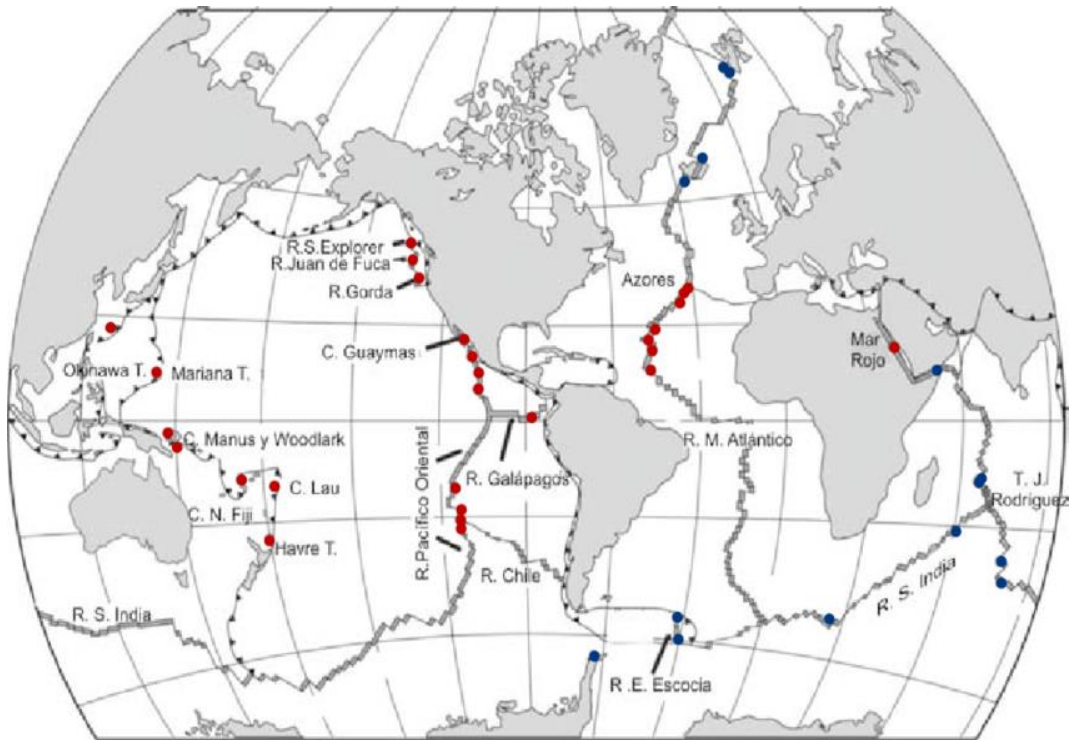 R.S.Explorer
R.Juan de Fuca
R.Gorda
Azores
C. Guaymas
Mar
Rojo
Okinawa T.
Mariana T.
C. Manus y Woodlark
R. M. Atlántico
R. Galápagos
R.Pacífico Oriental
T. J.
Rodríguez
C. Lau
C. N. Fiji
Havre T.
R. Chile
R. S. India
R. S. India
R .E. Escocia